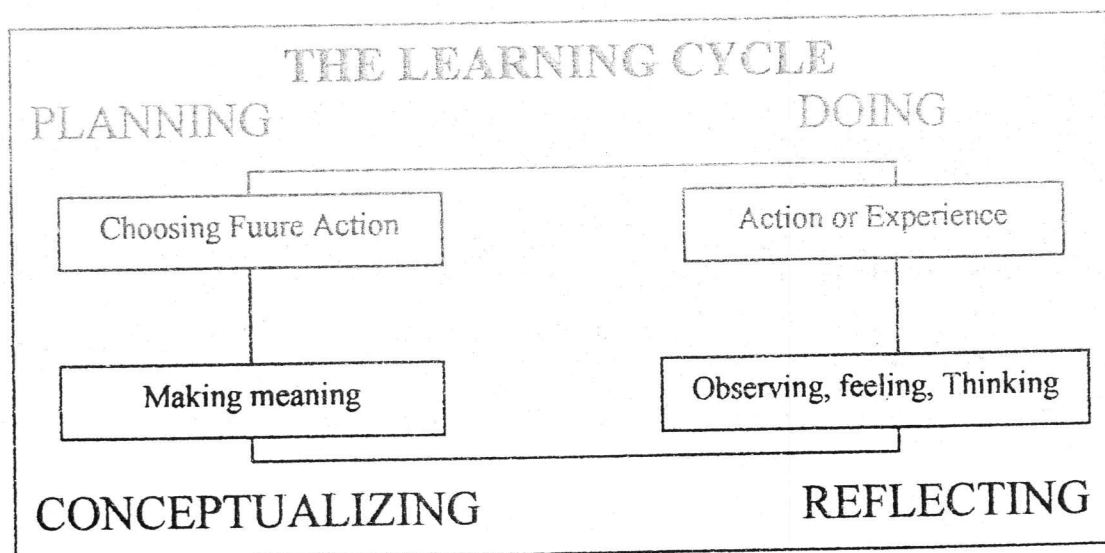 THE LEARNING CYCLE
PLANNING DOING
Choosing Fuure Action Action or Experience
Making meaning Observing, feeling, Thinking
CONCEPTUALIZING REFLECTING